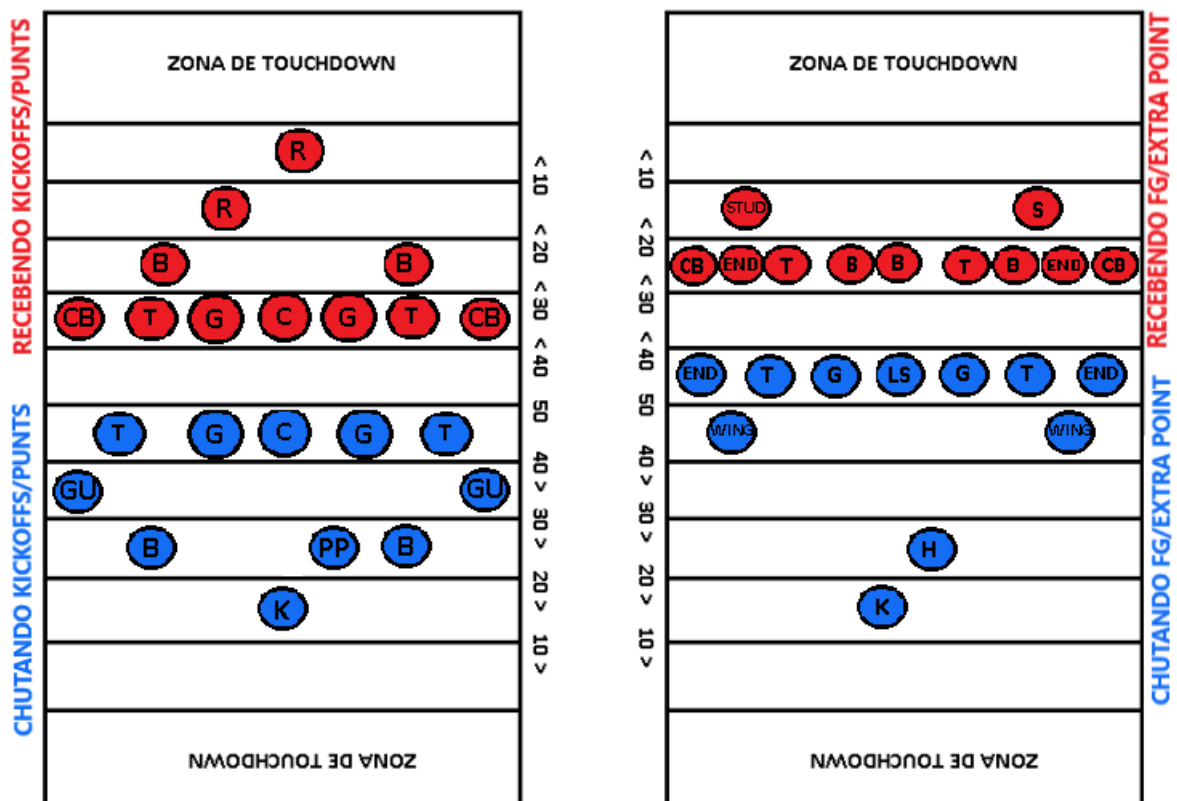 RECEBENDO KICKOFFS/PUNTS
CHUTANDO KICKOFFS/PUNTS
ZONA DE TOUCHDOWN
R
R
B B
CB T G C G T CB
T G C G T
GU GU
B PP B
K
ZONA DE TOUCHDOWN
< 10
< 20
< 30
< 40
50
40 >
30 >
20 >
10 >
ZONA DE TOUCHDOWN
STUD S
CB END T B B T B END CB
END T G LS G T END
WING WING
H
K
ZONA DE TOUCHDOWN
< 10
< 20
< 30
< 40
50
40 >
30 >
20 >
10 >
RECEBENDO FG/EXTRA POINT
CHUTANDO FG/EXTRA POINT